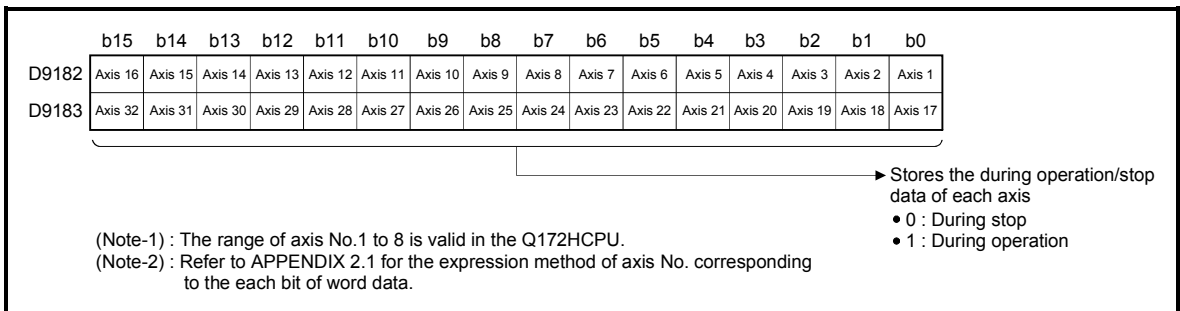 b15 b14 b13 b12 b11 b10 b9 b8 b7 b6 b5 b4 b3 b2 b1 b0
D9182 Axis 16 Axis 15 Axis 14 Axis 13 Axis 12 Axis 11 Axis 10 Axis 9 Axis 8 Axis 7 Axis 6 Axis 5 Axis 4 Axis 3 Axis 2 Axis 1
D9183 Axis 32 Axis 31 Axis 30 Axis 29 Axis 28 Axis 27 Axis 26 Axis 25 Axis 24 Axis 23 Axis 22 Axis 21 Axis 20 Axis 19 Axis 18 Axis 17
Stores the during operation/stop
data of each axis
• 0 : During stop
• 1 : During operation
(Note-1) : The range of axis No.1 to 8 is valid in the Q172HCPU.
(Note-2) : Refer to APPENDIX 2.1 for the expression method of axis No. corresponding
to the each bit of word data.